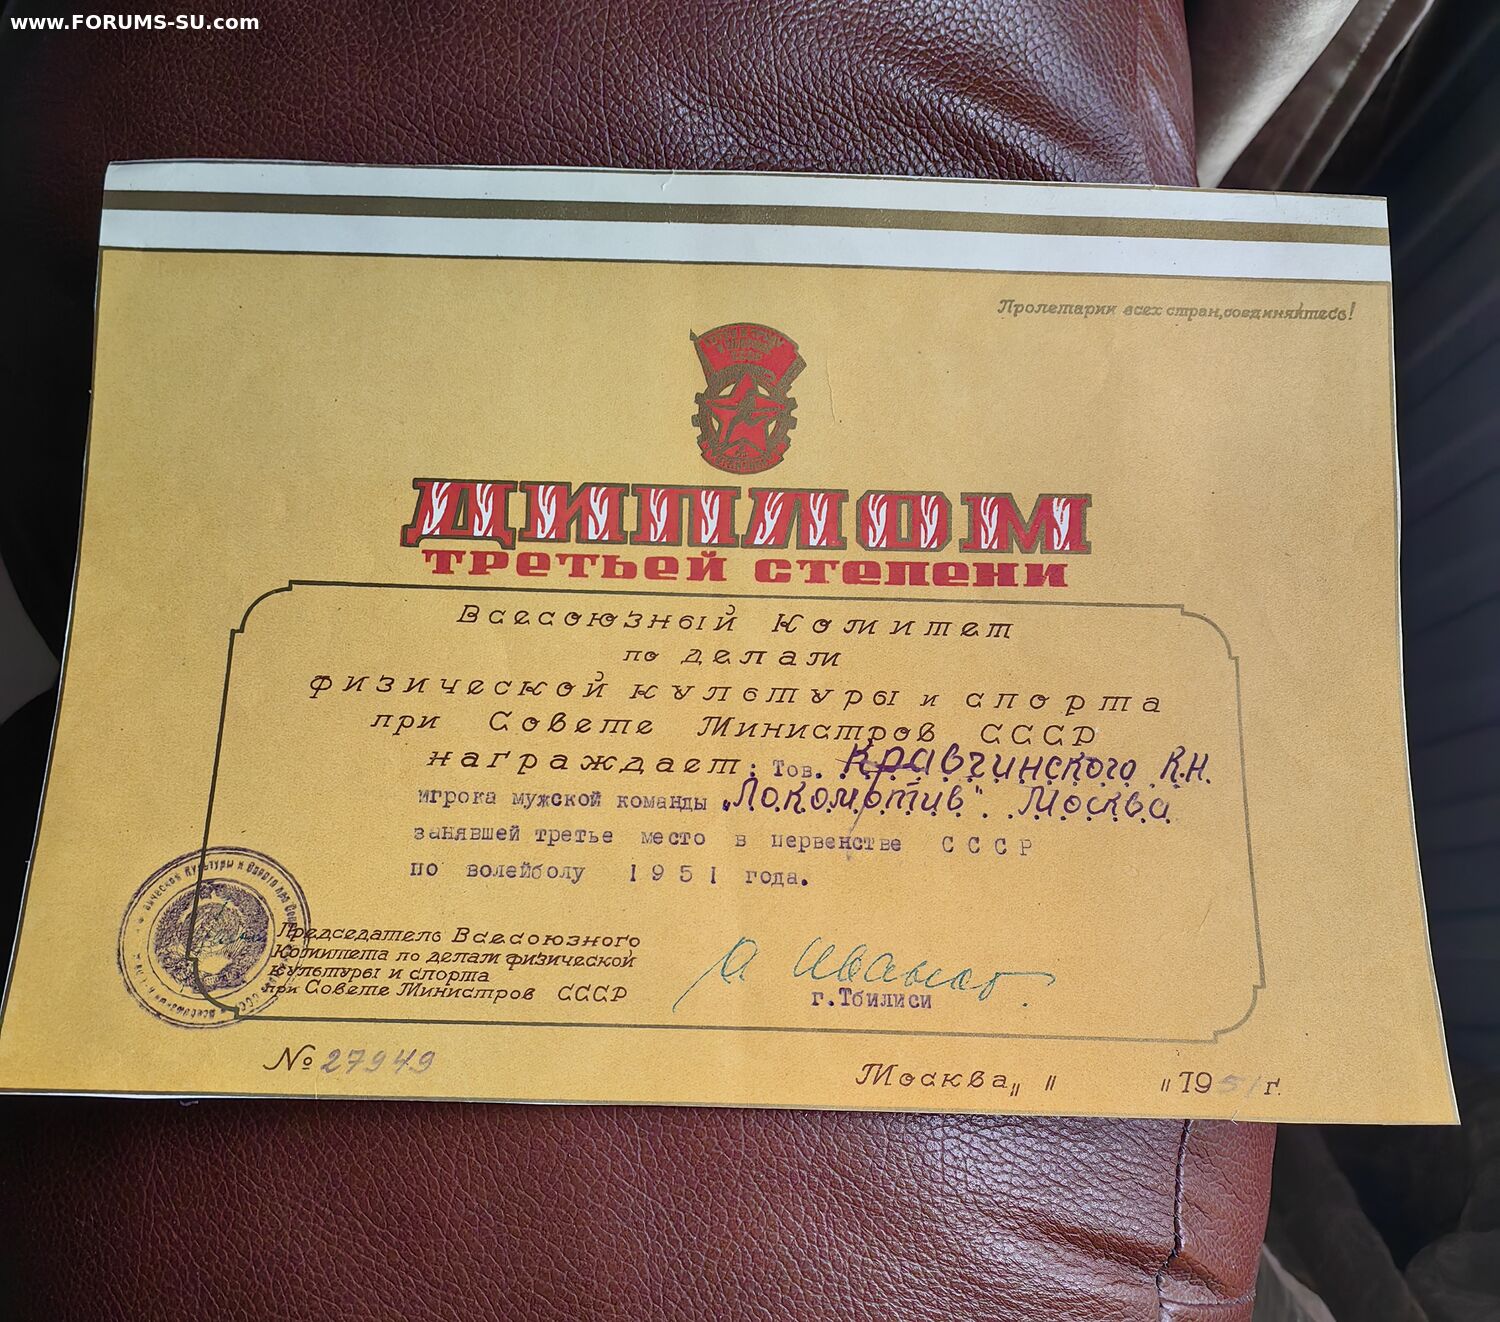 www.FORUMS-SU.com
Пролетарии всех стран, соединяйтесь!
ДИПЛОМ
третьей степени
Всесоюзный Комитет
по делам
физической культуры и спорта
при Совете Министров СССР
награждает: Тов. Кравчинского К.Н.
игрока мужской команды „Локомотив". Москва
занявшей третье место в первенстве СССР
по волейболу 1951 года.
Председатель Всесоюзного
Комитета по делам физической
культуры и спорта
при Совете Министров СССР
г. Тбилиси
№ 27949
Москва „ " " 1951 г.